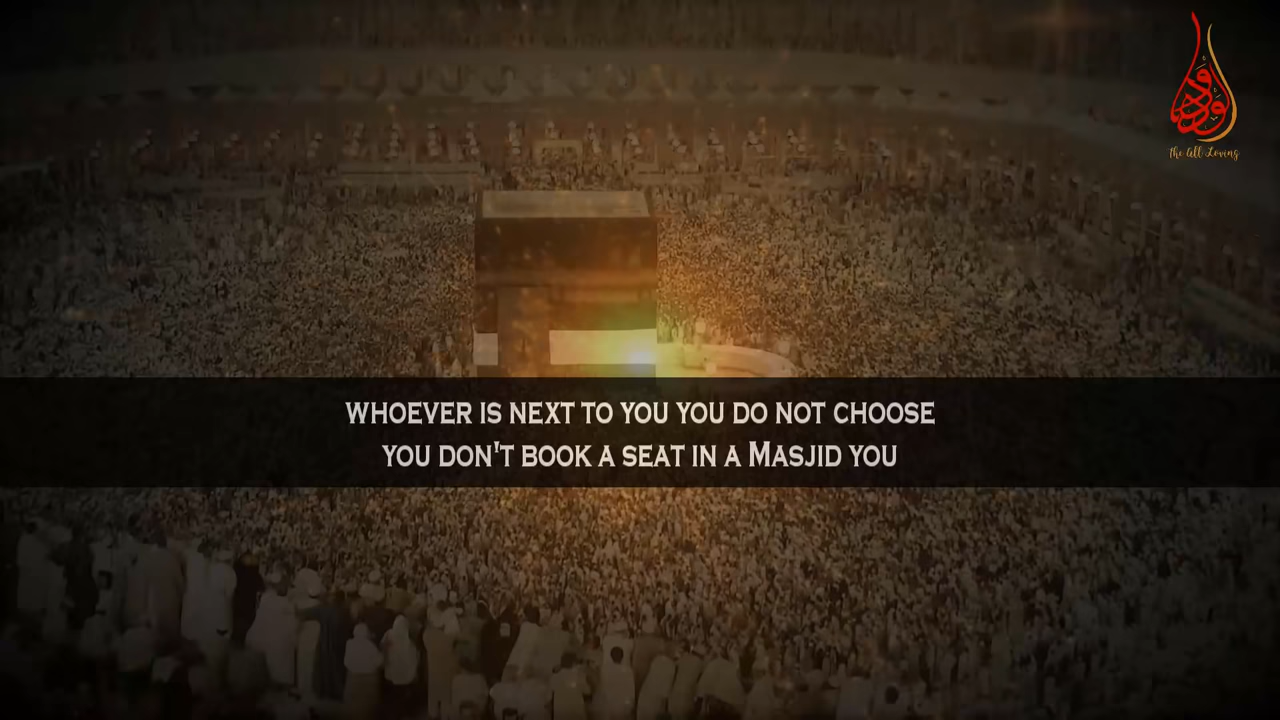 الودود
The All Loving
WHOEVER IS NEXT TO YOU YOU DO NOT CHOOSE
YOU DON'T BOOK A SEAT IN A MASJID YOU